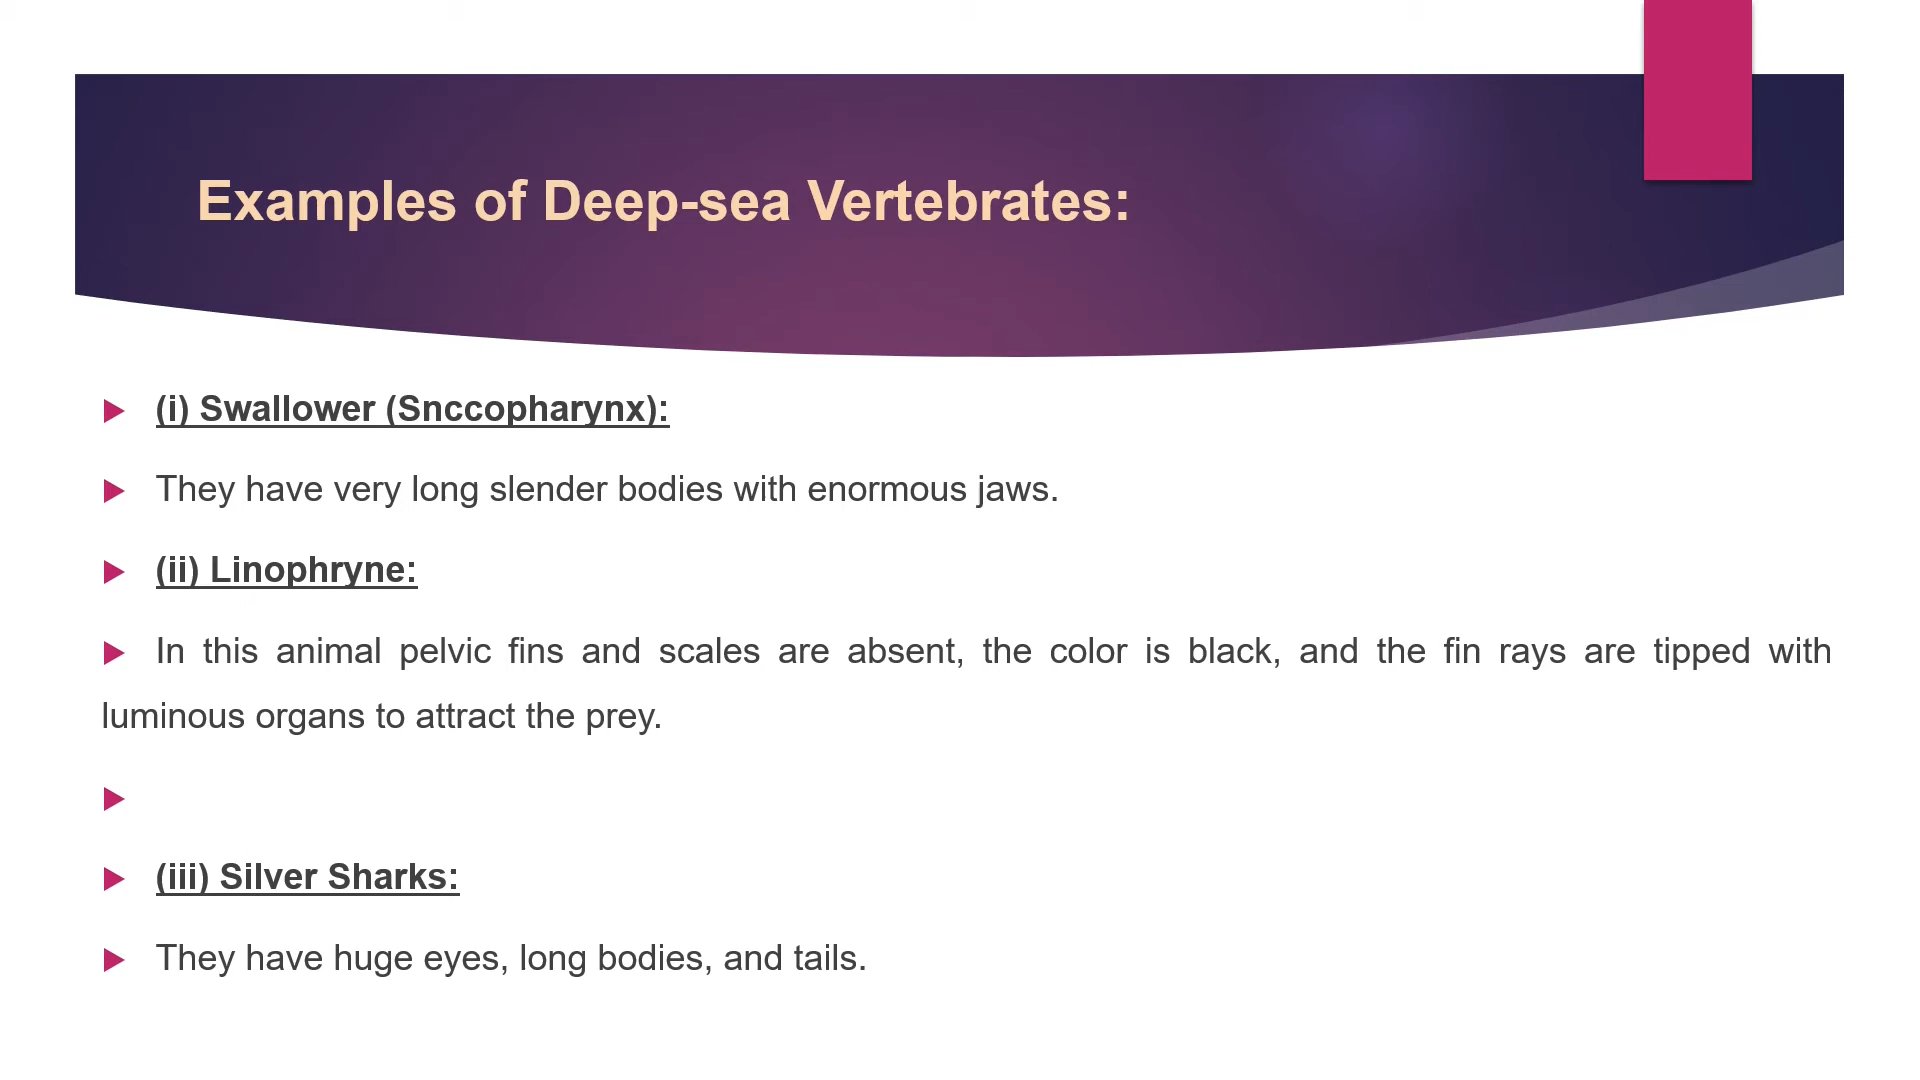 Examples of Deep-sea Vertebrates:
(i) Swallower (Snccopharynx):
They have very long slender bodies with enormous jaws.
(ii) Linophryne:
In this animal pelvic fins and scales are absent, the color is black, and the fin rays are tipped with
luminous organs to attract the prey.
(iii) Silver Sharks:
They have huge eyes, long bodies, and tails.